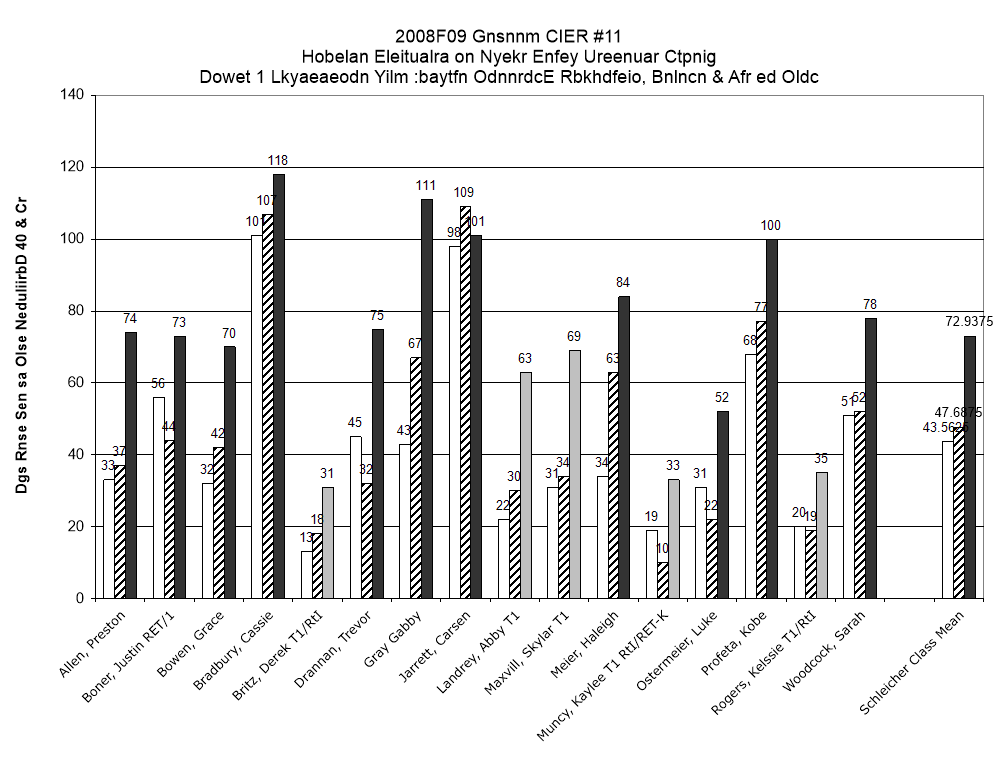 2008F09 Gnsnnm CIER #11
Hobelan Eleitualra on Nyekr Enfey Ureenuar Ctpnig
Dowet 1 Lkyaeaeodn Yilm :baytfn OdnnrdcE Rbkhdfeio, Bnlncn & Afr ed Oldc
Dgs Rnse Sen sa Olse NeduliirbD 40 & Cr
140
120
100
80
60
40
20
0
33 37 74
56 44 73
32 42 70
101 107 118
13 18 31
45 32 75
43 67 111
98 109 101
22 30 63
31 34 69
34 63 84
19 10 33
31 22 52
68 77 100
20 19 35
51 52 78
43.5625 47.6875 72.9375
Allen, Preston
Boner, Justin RET/1
Bowen, Grace
Bradbury, Cassie
Britz, Derek T1/RtI
Drannan, Trevor
Gray Gabby
Jarrett, Carsen
Landrey, Abby T1
Maxvill, Skylar T1
Meier, Haleigh
Muncy, Kaylee T1 RtI/RET-K
Ostermeier, Luke
Profeta, Kobe
Rogers, Kelssie T1/RtI
Woodcock, Sarah
Schleicher Class Mean